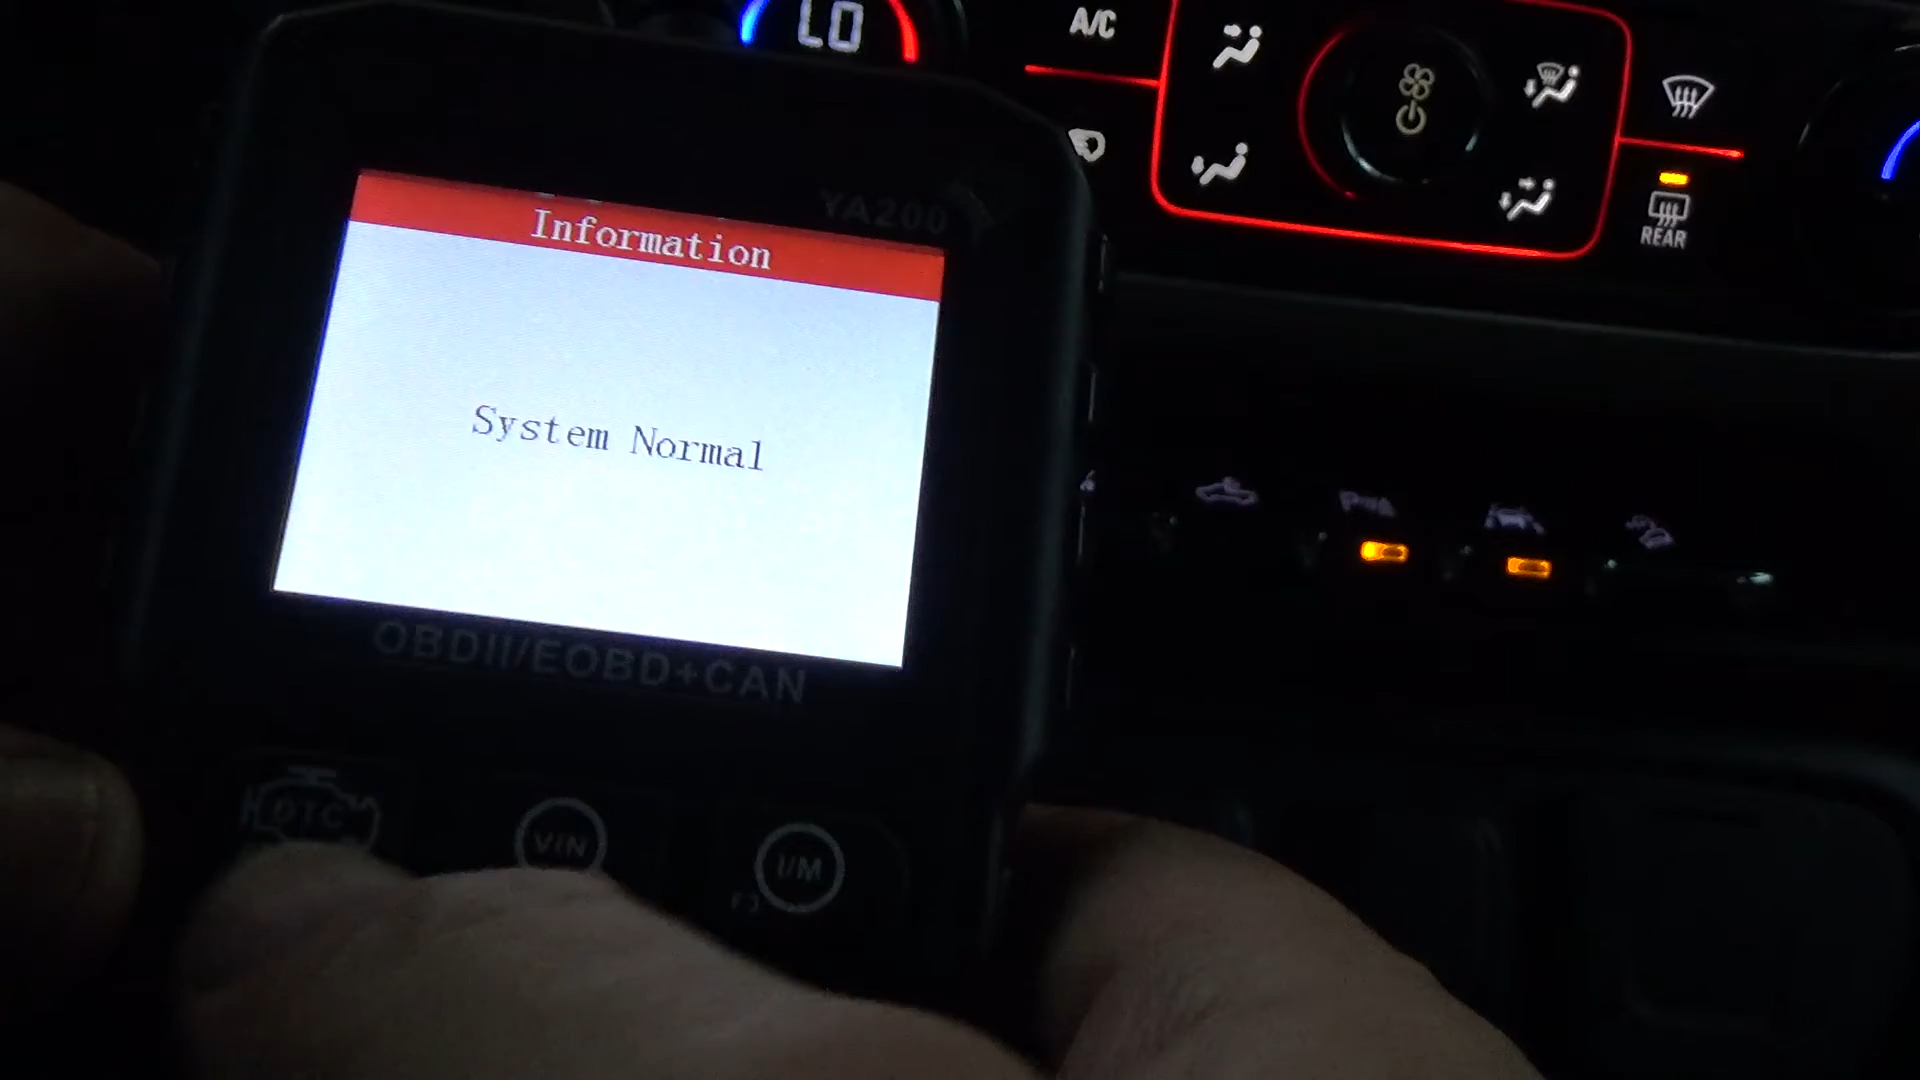 LO
A/C
YA200
Information
REAR
System Normal
OBDII/EOBD+CAN
DTC
VIN
I/M